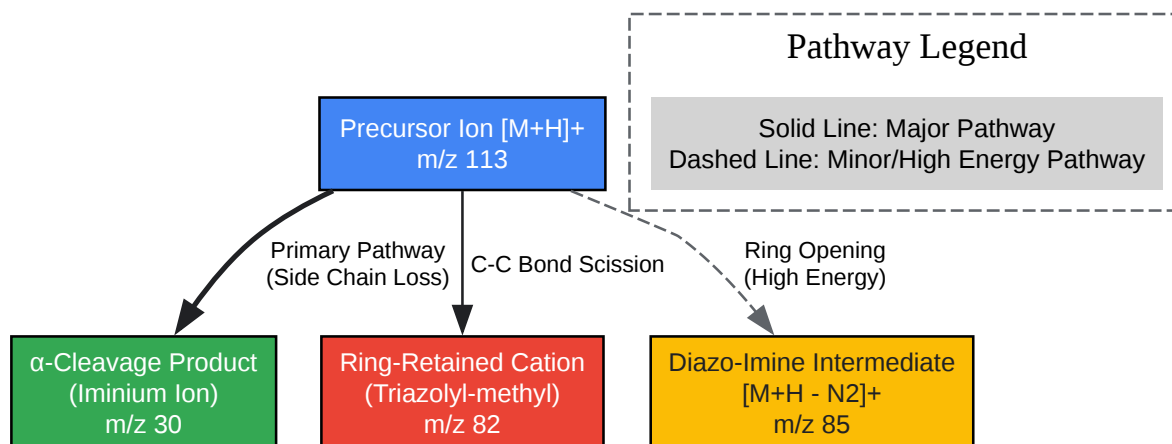 Pathway Legend
Solid Line: Major Pathway
Dashed Line: Minor/High Energy Pathway
Precursor Ion [M+H]+
m/z 113
Primary Pathway
(Side Chain Loss)
C-C Bond Scission
Ring Opening
(High Energy)
α-Cleavage Product
(Iminium Ion)
m/z 30
Ring-Retained Cation
(Triazolyl-methyl)
m/z 82
Diazo-Imine Intermediate
[M+H - N2]+
m/z 85